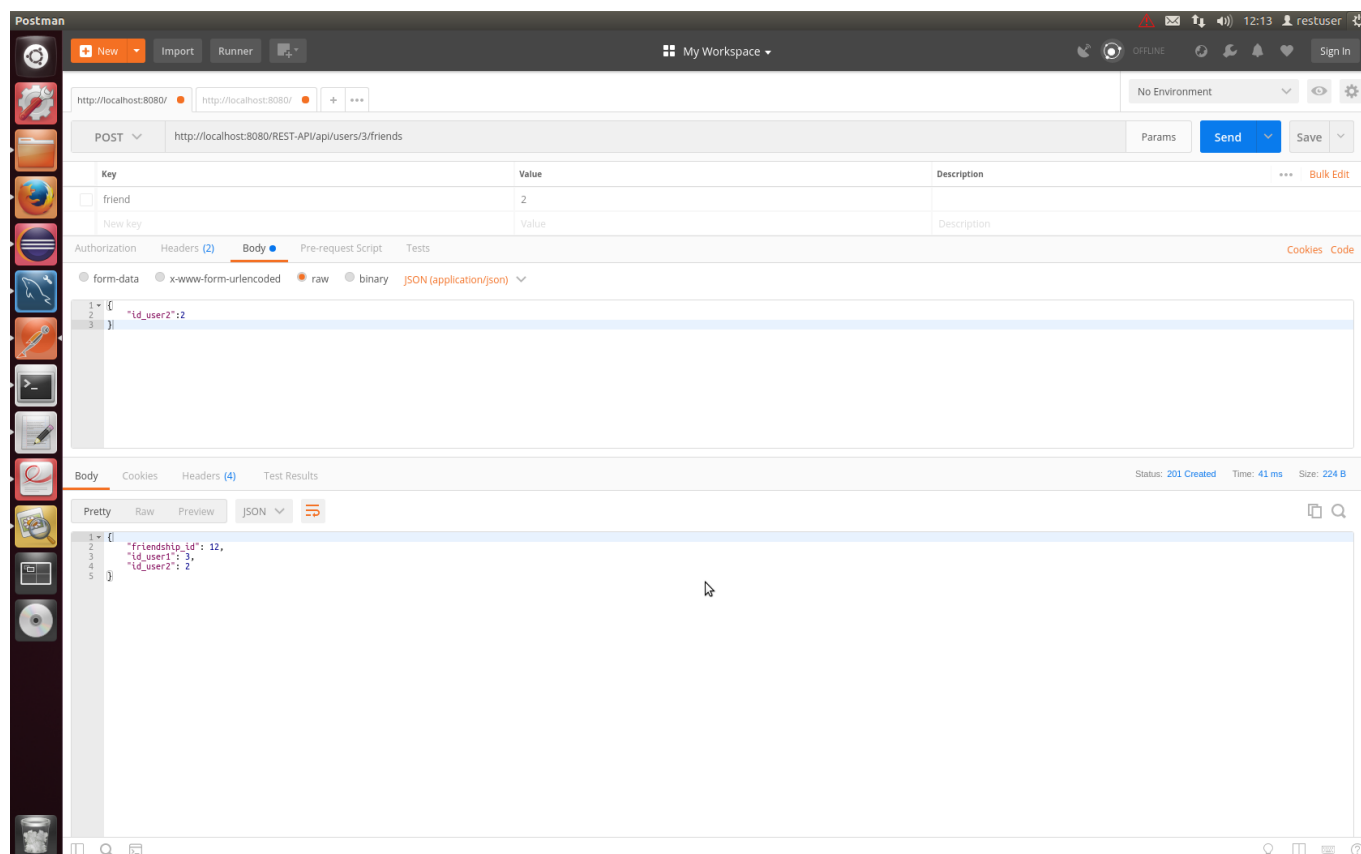 Postman
12:13 restuser
New Import Runner My Workspace OFFLINE Sign In
http://localhost:8080/ http://localhost:8080/ + No Environment
POST http://localhost:8080/REST-API/api/users/3/friends Params Send Save
Key Value Description Bulk Edit
friend 2
New key Value Description
Authorization Headers (2) Body Pre-request Script Tests Cookies Code
form-data x-www-form-urlencoded raw binary JSON (application/json)
1 {
2 "id_user2":2
3 }
Body Cookies Headers (4) Test Results Status: 201 Created Time: 41 ms Size: 224 B
Pretty Raw Preview JSON
1 {
2 "friendship_id": 12,
3 "id_user1": 3,
4 "id_user2": 2
5 }